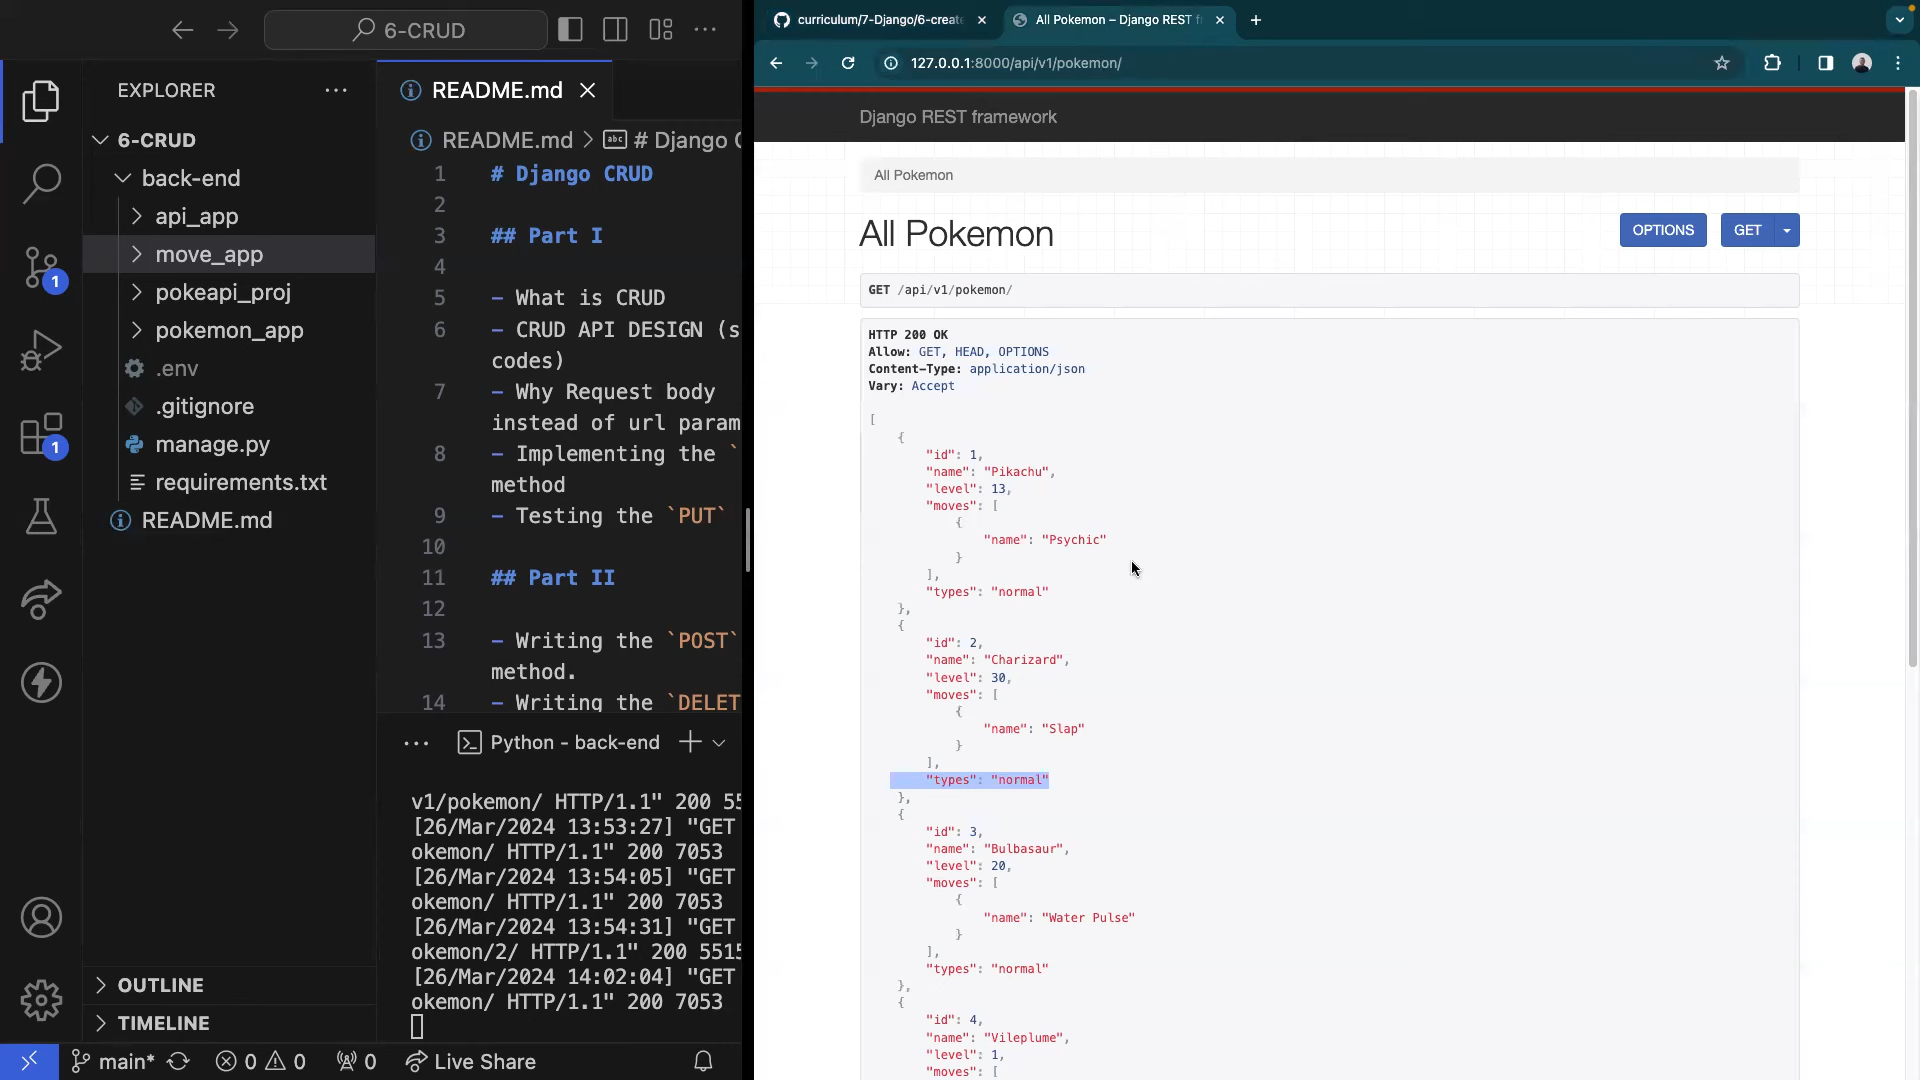 6-CRUD
EXPLORER
6-CRUD
back-end
api_app
move_app
pokeapi_proj
pokemon_app
.env
.gitignore
manage.py
requirements.txt
README.md
OUTLINE
TIMELINE
1
1
README.md
README.md > # Django C
1 # Django CRUD
2
3 ## Part I
4
5 - What is CRUD
6 - CRUD API DESIGN (s
codes)
7 - Why Request body
instead of url param
8 - Implementing the `
method
9 - Testing the `PUT`
10
11 ## Part II
12
13 - Writing the `POST`
method.
14 - Writing the `DELET
Python - back-end
v1/pokemon/ HTTP/1.1" 200 55
[26/Mar/2024 13:53:27] "GET
okemon/ HTTP/1.1" 200 7053
[26/Mar/2024 13:54:05] "GET
okemon/ HTTP/1.1" 200 7053
[26/Mar/2024 13:54:31] "GET
okemon/2/ HTTP/1.1" 200 5515
[26/Mar/2024 14:02:04] "GET
okemon/ HTTP/1.1" 200 7053
main* 0 0 0 Live Share
curriculum/7-Django/6-create
All Pokemon – Django REST f
127.0.0.1:8000/api/v1/pokemon/
Django REST framework
All Pokemon
All Pokemon
OPTIONS
GET
GET /api/v1/pokemon/
HTTP 200 OK
Allow: GET, HEAD, OPTIONS
Content-Type: application/json
Vary: Accept
[
{
"id": 1,
"name": "Pikachu",
"level": 13,
"moves": [
{
"name": "Psychic"
}
],
"types": "normal"
},
{
"id": 2,
"name": "Charizard",
"level": 30,
"moves": [
{
"name": "Slap"
}
],
"types": "normal"
},
{
"id": 3,
"name": "Bulbasaur",
"level": 20,
"moves": [
{
"name": "Water Pulse"
}
],
"types": "normal"
},
{
"id": 4,
"name": "Vileplume",
"level": 1,
"moves": [